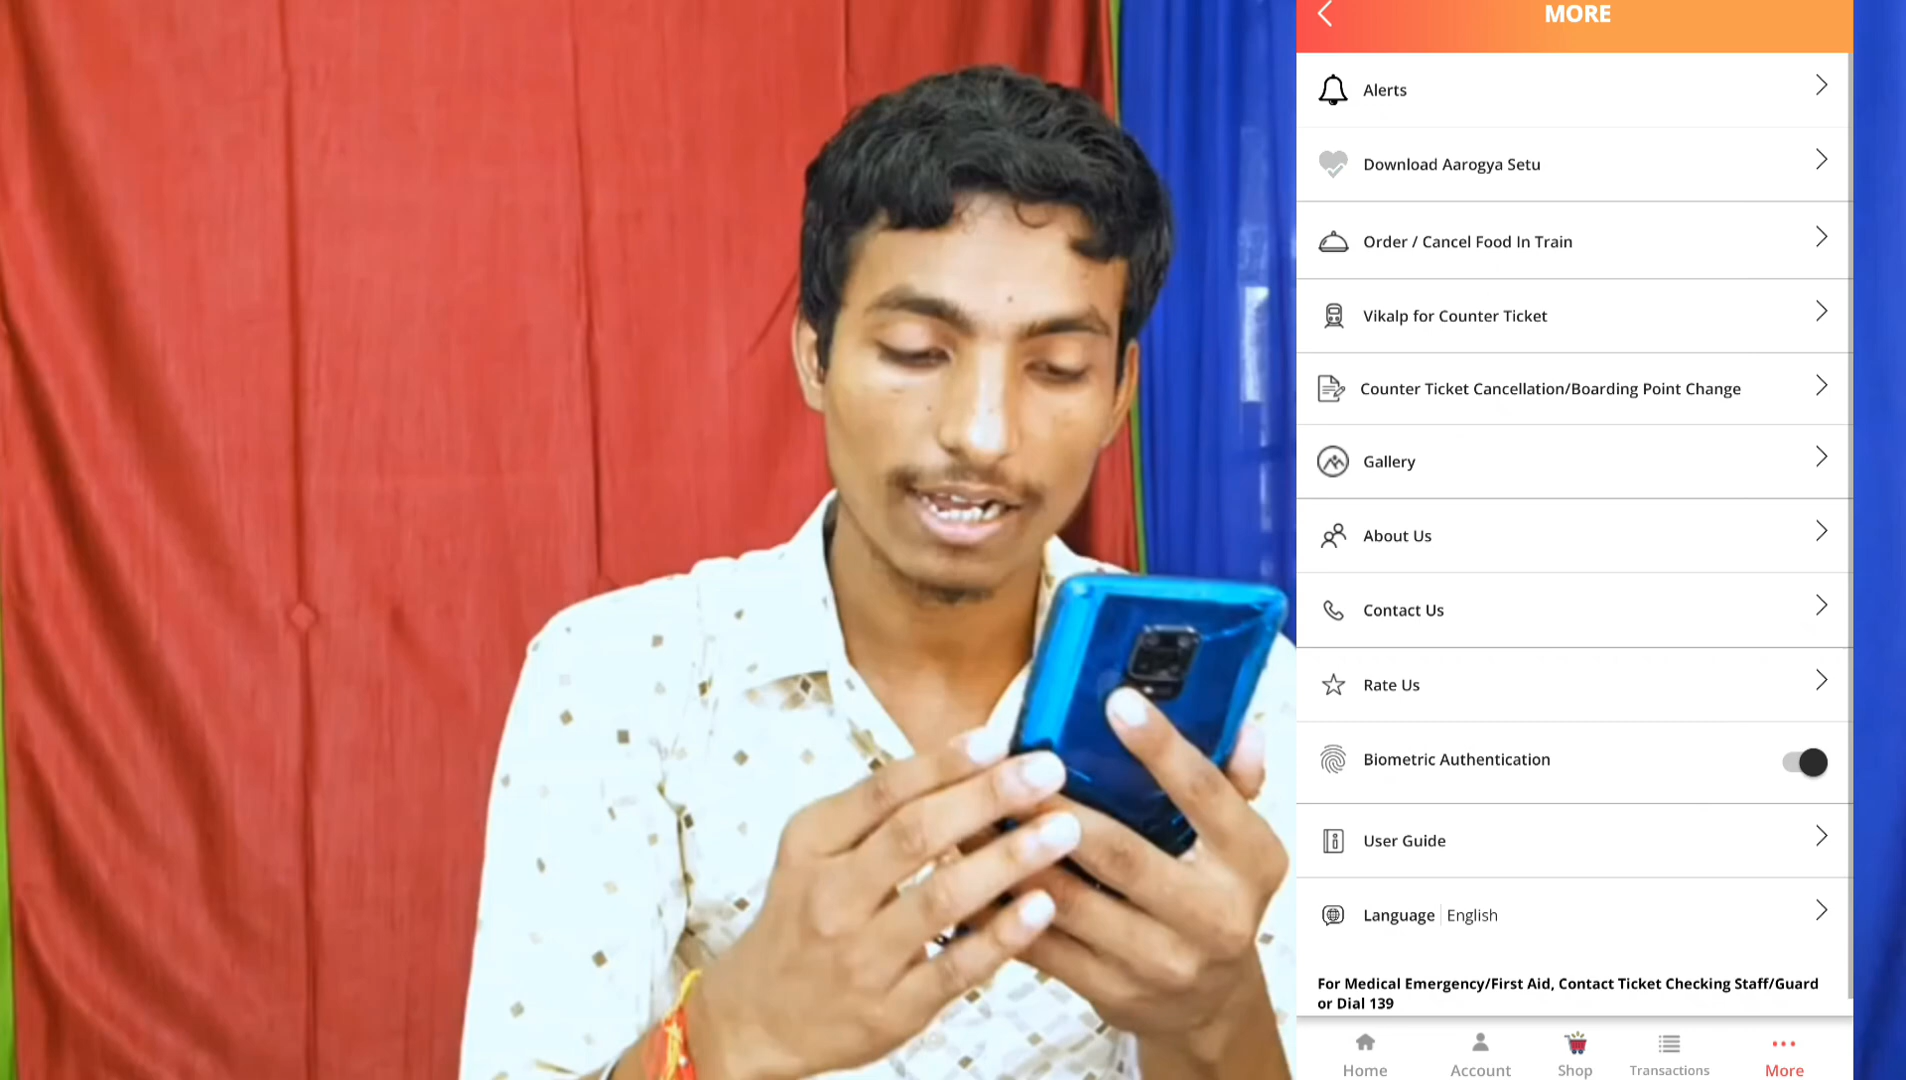 MORE
Alerts
Download Aarogya Setu
Order / Cancel Food In Train
Vikalp for Counter Ticket
Counter Ticket Cancellation/Boarding Point Change
Gallery
About Us
Contact Us
Rate Us
Biometric Authentication
User Guide
Language English
For Medical Emergency/First Aid, Contact Ticket Checking Staff/Guard
or Dial 139
Home Account Shop Transactions More